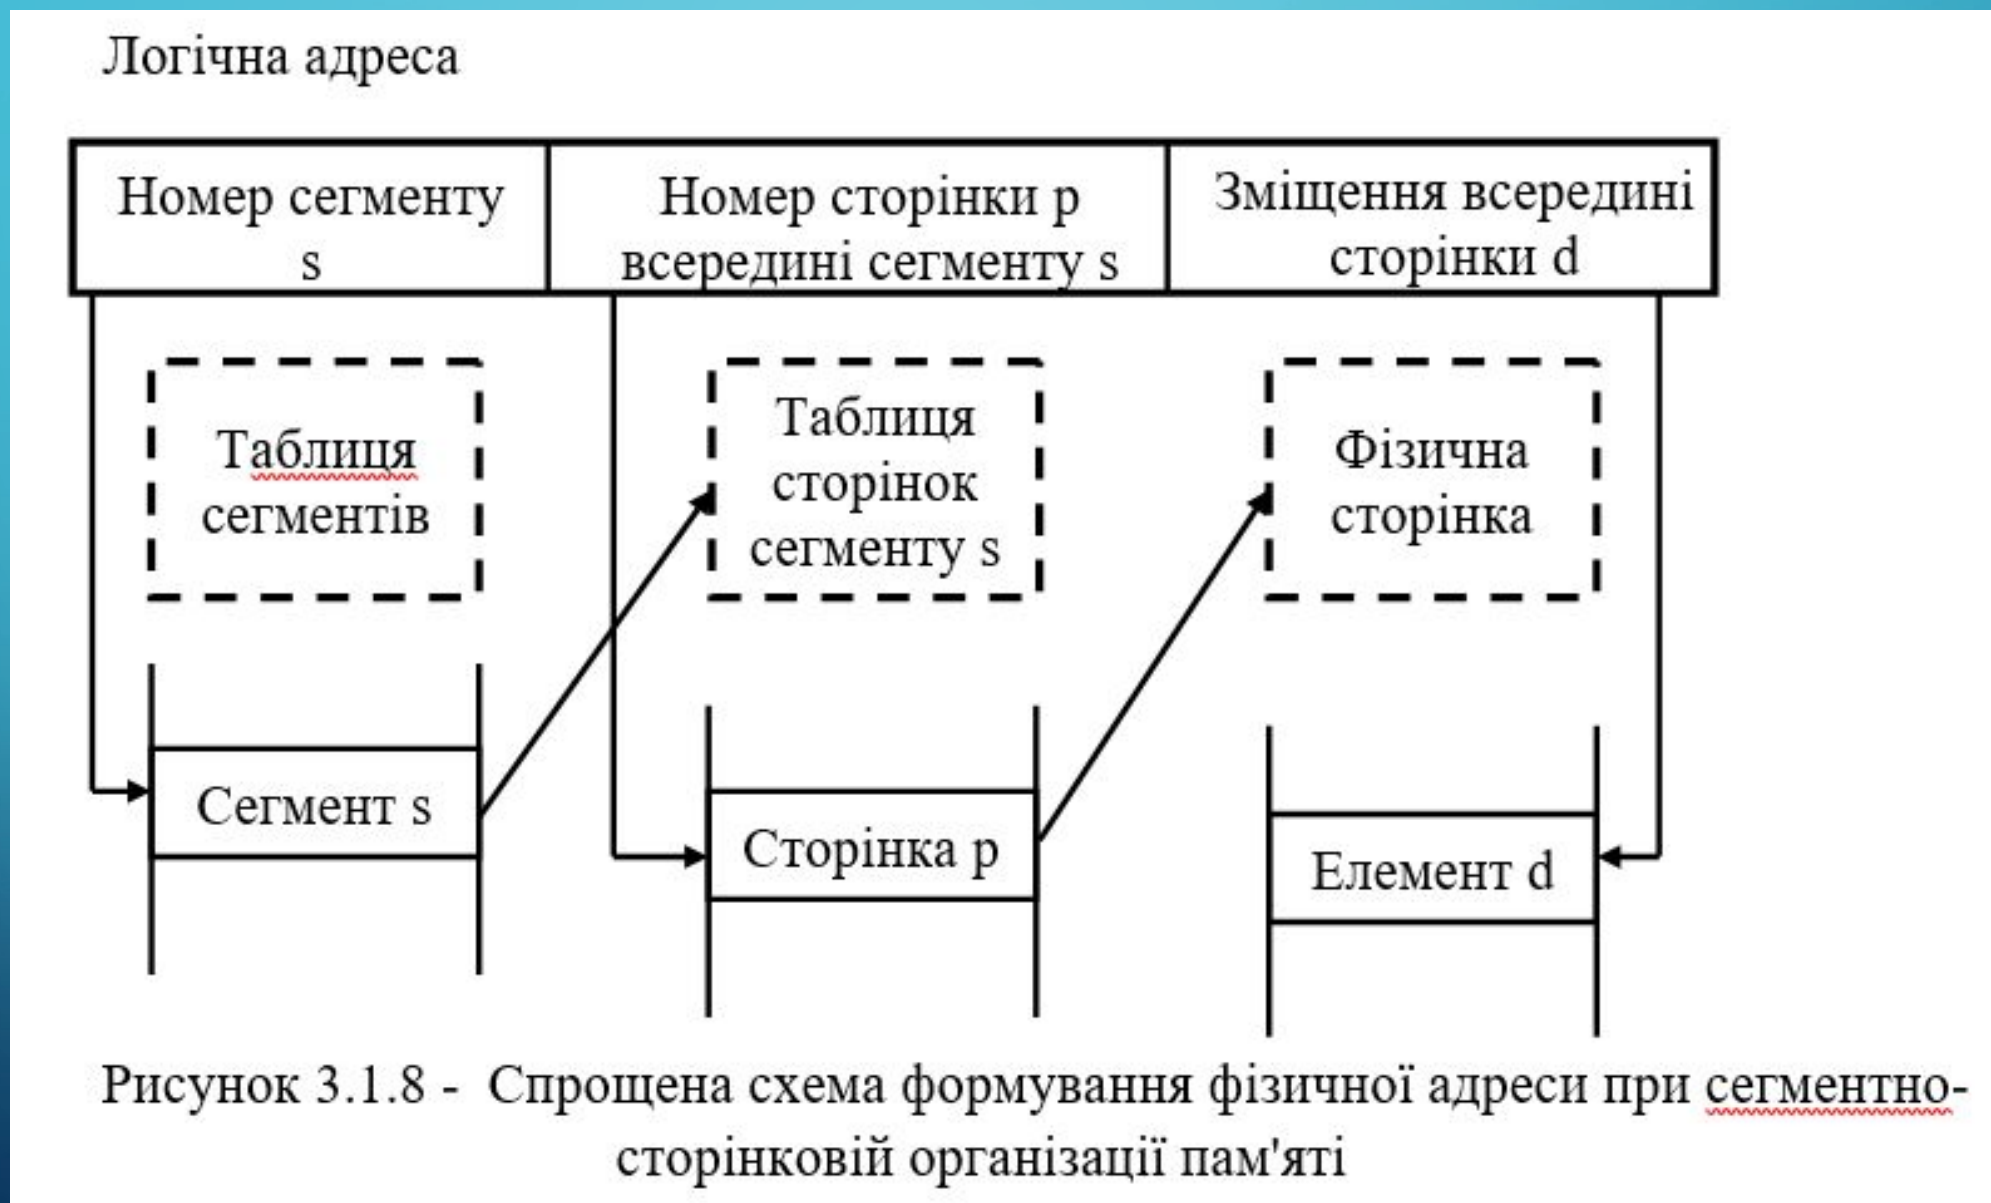 Логічна адреса
Номер сегменту
s
Номер сторінки p
всередині сегменту s
Зміщення всередині
сторінки d
Таблиця
сегментів
Таблиця
сторінок
сегменту s
Фізична
сторінка
Сегмент s
Сторінка p
Елемент d
Рисунок 3.1.8 - Спрощена схема формування фізичної адреси при сегментно-
сторінковій організації пам'яті